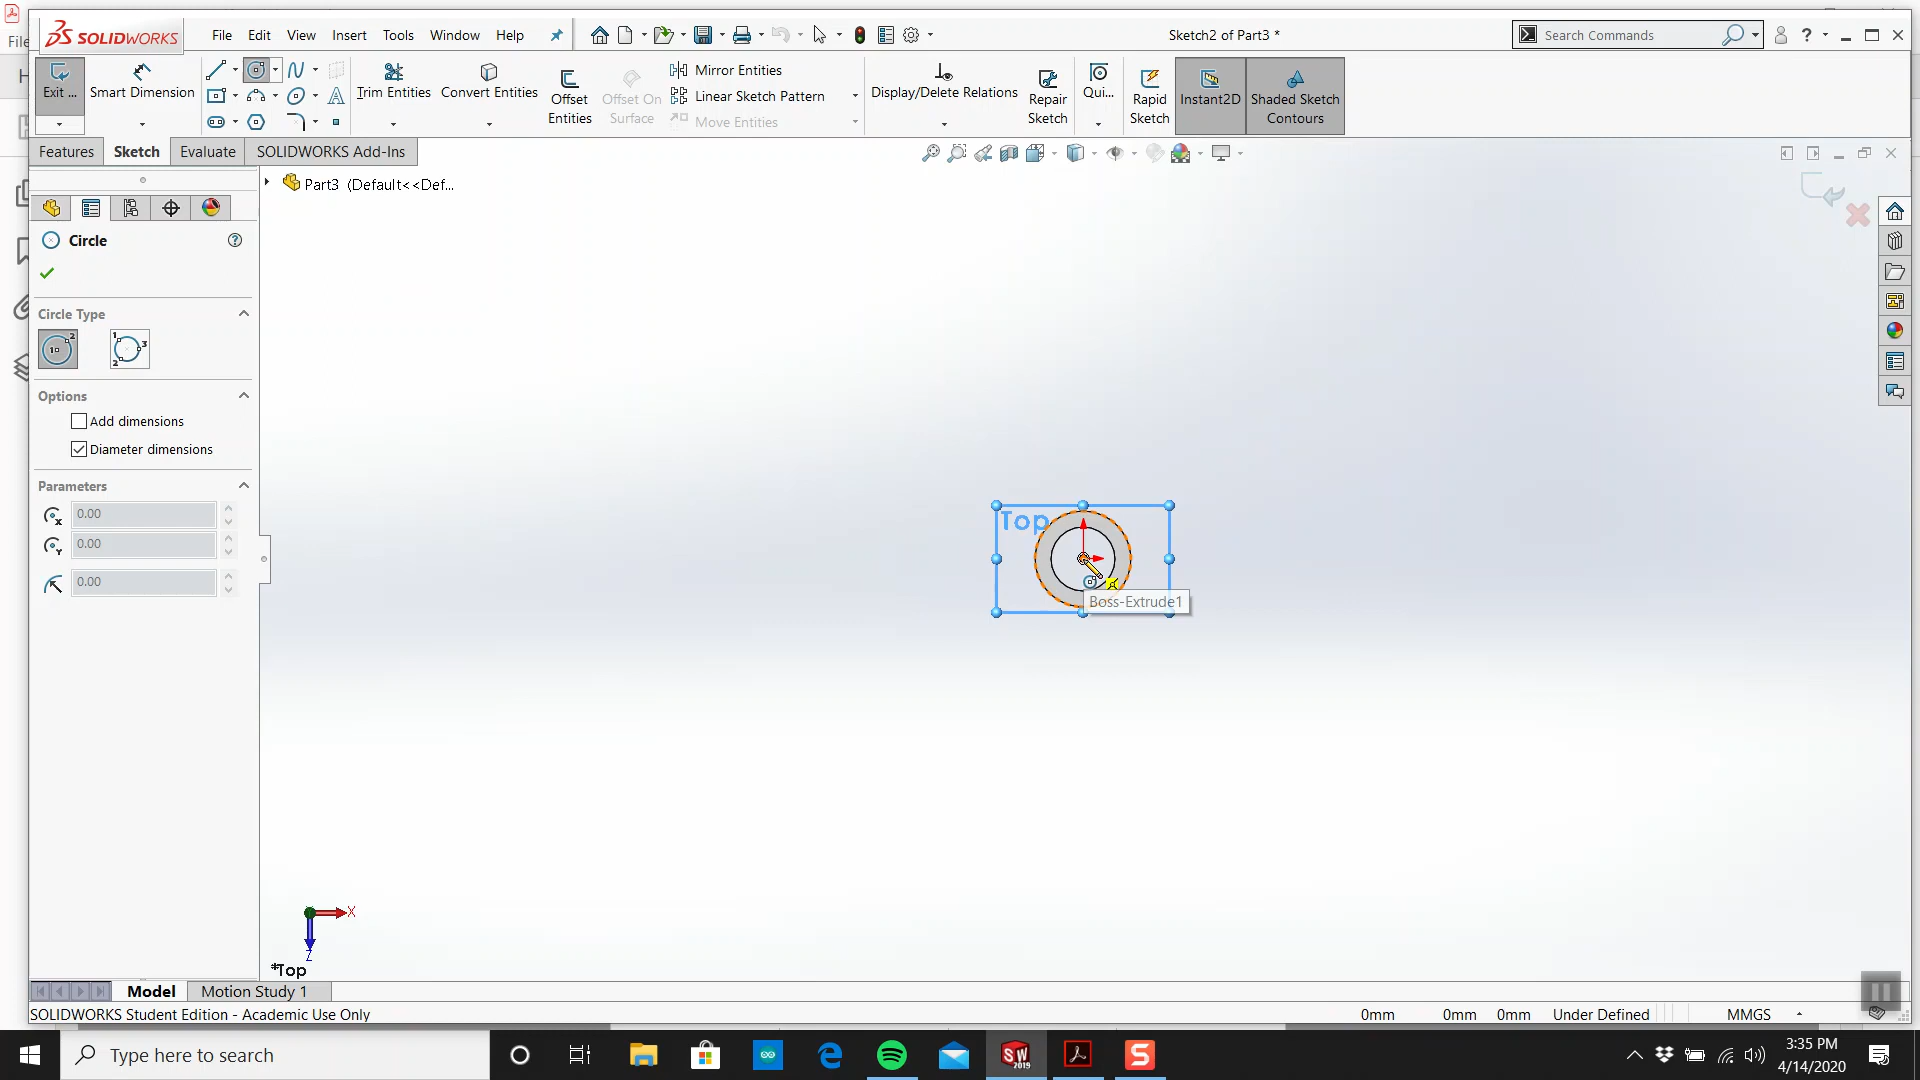 SOLIDWORKS File Edit View Insert Tools Window Help Sketch2 of Part3 * Search Commands ?
File
H
Exit ... Smart Dimension Trim Entities Convert Entities Offset Entities Offset On Surface Mirror Entities Linear Sketch Pattern Move Entities Display/Delete Relations Repair Sketch Qui... Rapid Sketch Instant2D Shaded Sketch Contours
Features Sketch Evaluate SOLIDWORKS Add-Ins
Part3 (Default<<Def...
Circle
Circle Type
Options
Add dimensions
Diameter dimensions
Parameters
0.00
0.00
0.00
Top
Boss-Extrude1
X
Z
*Top
Model Motion Study 1
SOLIDWORKS Student Edition - Academic Use Only 0mm 0mm 0mm Under Defined MMGS
Type here to search SW 2019 S 3:35 PM
4/14/2020